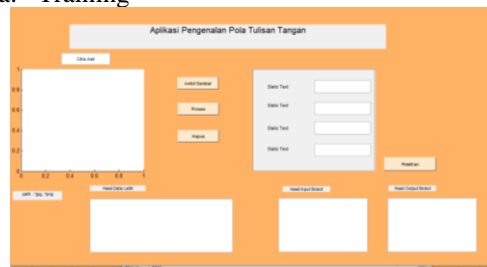 a. Training
Aplikasi Pengenalan Pola Tulisan Tangan
Citra Asli
Ambil Gambar
Proses
Hapus
Static Text
Static Text
Static Text
Static Text
Pelatihan
1
0.8
0.6
0.4
0.2
0
0.2 0.4 0.6 0.8 1
Hasil Data Latih
Hasil Input Bobot
Hasil Output Bobot